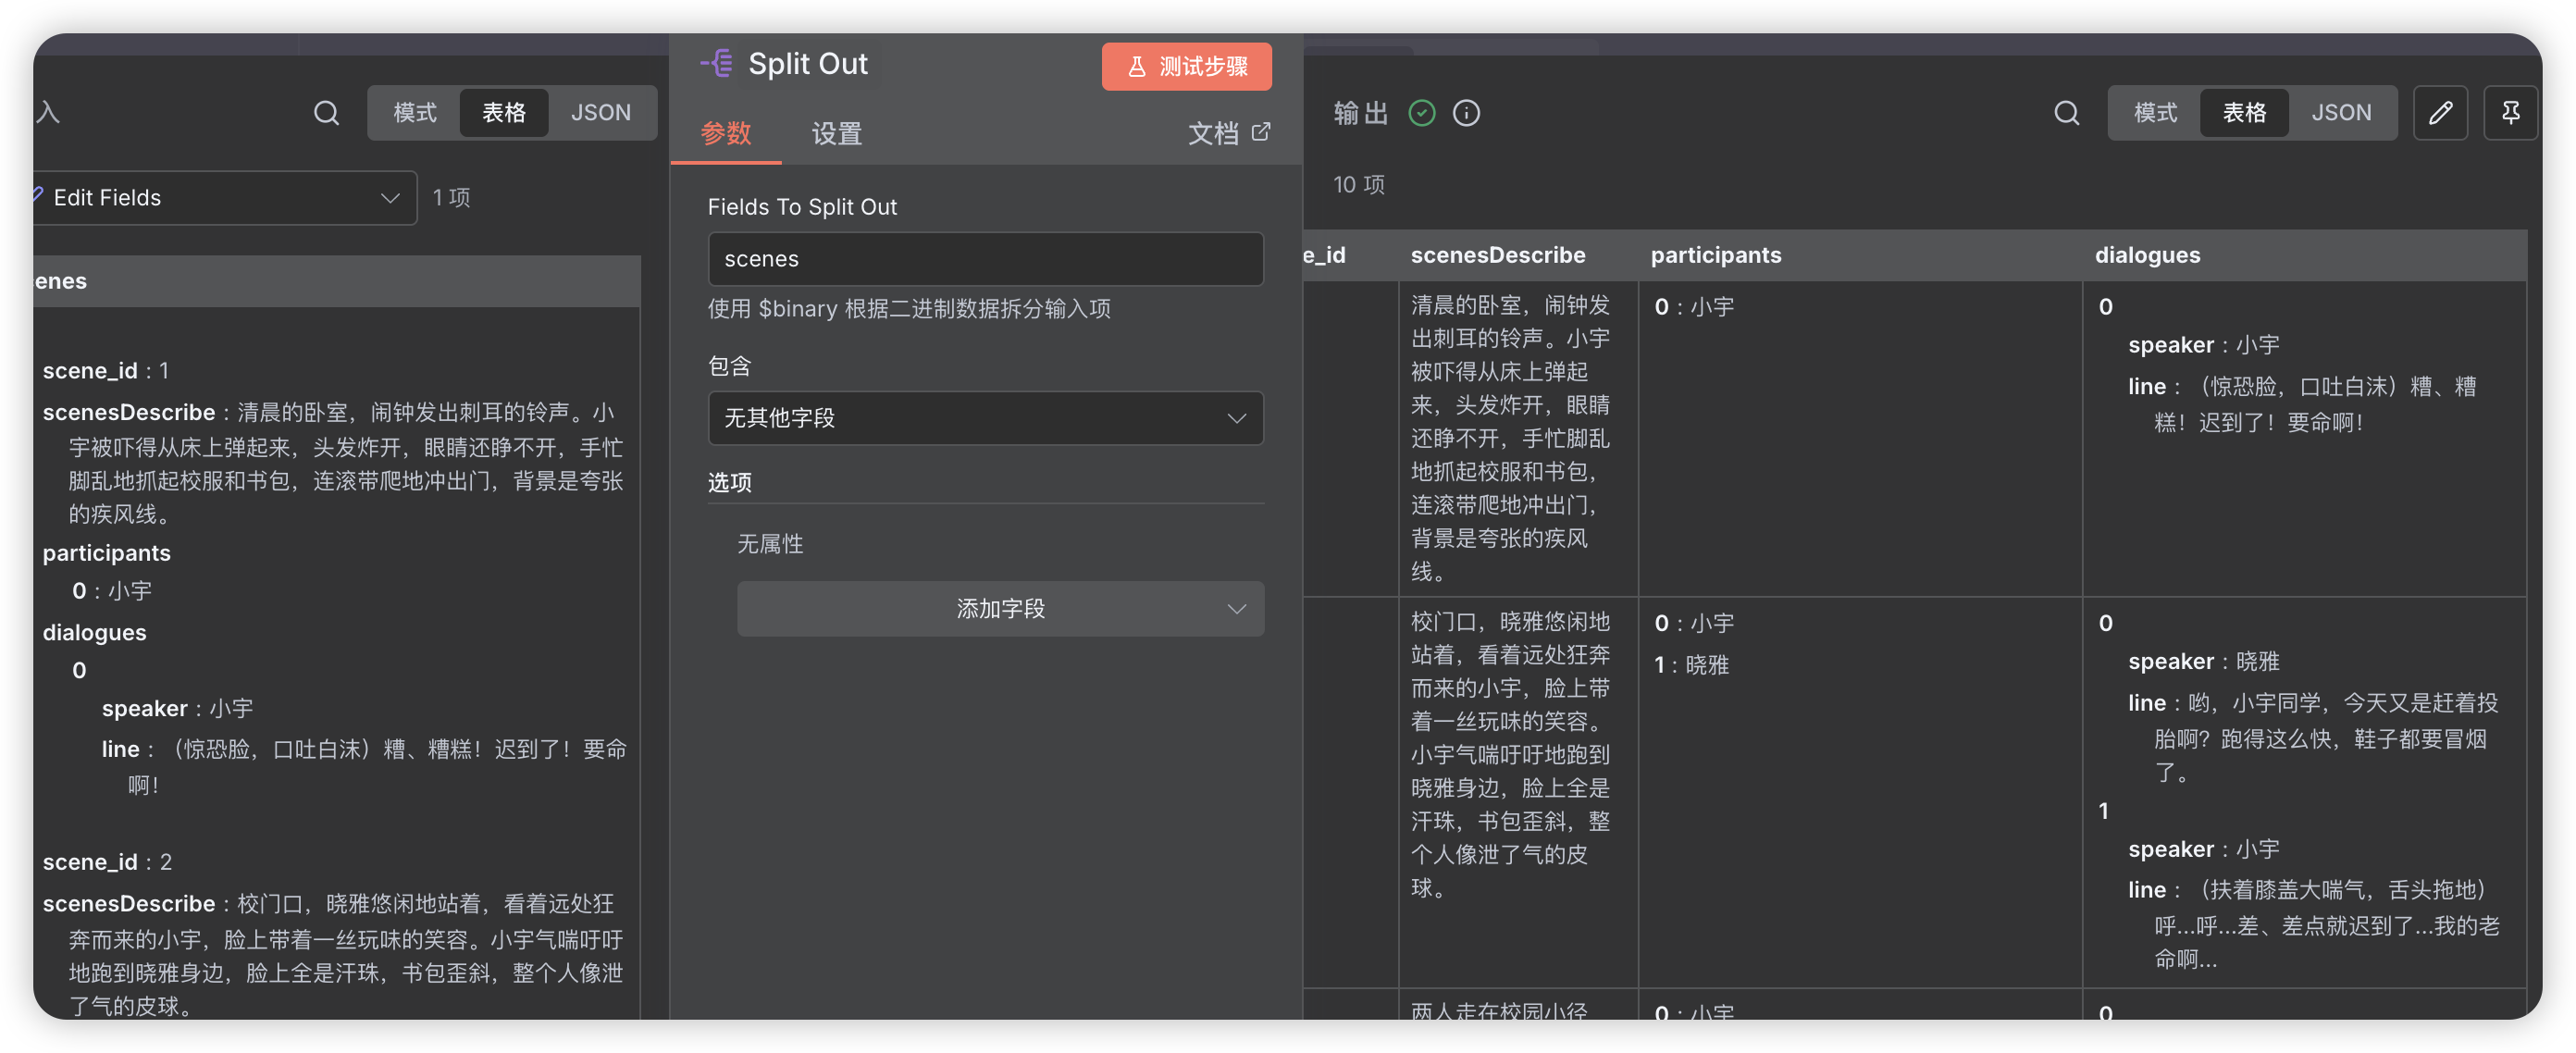 入
模式
表格
JSON
Edit Fields
1 项
enes
scene_id : 1
scenesDescribe : 清晨的卧室，闹钟发出刺耳的铃声。小
宇被吓得从床上弹起来，头发炸开，眼睛还睁不开，手忙
脚乱地抓起校服和书包，连滚带爬地冲出门，背景是夸张
的疾风线。
participants
0 : 小宇
dialogues
0
speaker : 小宇
line : （惊恐脸，口吐白沫）糟、糟糕！迟到了！要命
啊！
scene_id : 2
scenesDescribe : 校门口，晓雅悠闲地站着，看着远处狂
奔而来的小宇，脸上带着一丝玩味的笑容。小宇气喘吁吁
地跑到晓雅身边，脸上全是汗珠，书包歪斜，整个人像泄
了气的皮球。
Split Out
测试步骤
参数
设置
文档
Fields To Split Out
scenes
使用 $binary 根据二进制数据拆分输入项
包含
无其他字段
选项
无属性
添加字段
输出
模式
表格
JSON
10 项
e_id
scenesDescribe
participants
dialogues
清晨的卧室，闹钟发
出刺耳的铃声。小宇
被吓得从床上弹起
来，头发炸开，眼睛
还睁不开，手忙脚乱
地抓起校服和书包，
连滚带爬地冲出门，
背景是夸张的疾风
线。
0 : 小宇
0
speaker : 小宇
line : （惊恐脸，口吐白沫）糟、糟
糕！迟到了！要命啊！
校门口，晓雅悠闲地
站着，看着远处狂奔
而来的小宇，脸上带
着一丝玩味的笑容。
小宇气喘吁吁地跑到
晓雅身边，脸上全是
汗珠，书包歪斜，整
个人像泄了气的皮
球。
0 : 小宇
1 : 晓雅
0
speaker : 晓雅
line : 哟，小宇同学，今天又是赶着投
胎啊？跑得这么快，鞋子都要冒烟
了。
1
speaker : 小宇
line : （扶着膝盖大喘气，舌头拖地）
呼...呼...差、差点就迟到了...我的老
命啊...
两人走在校园小径
0 : 小宇
0